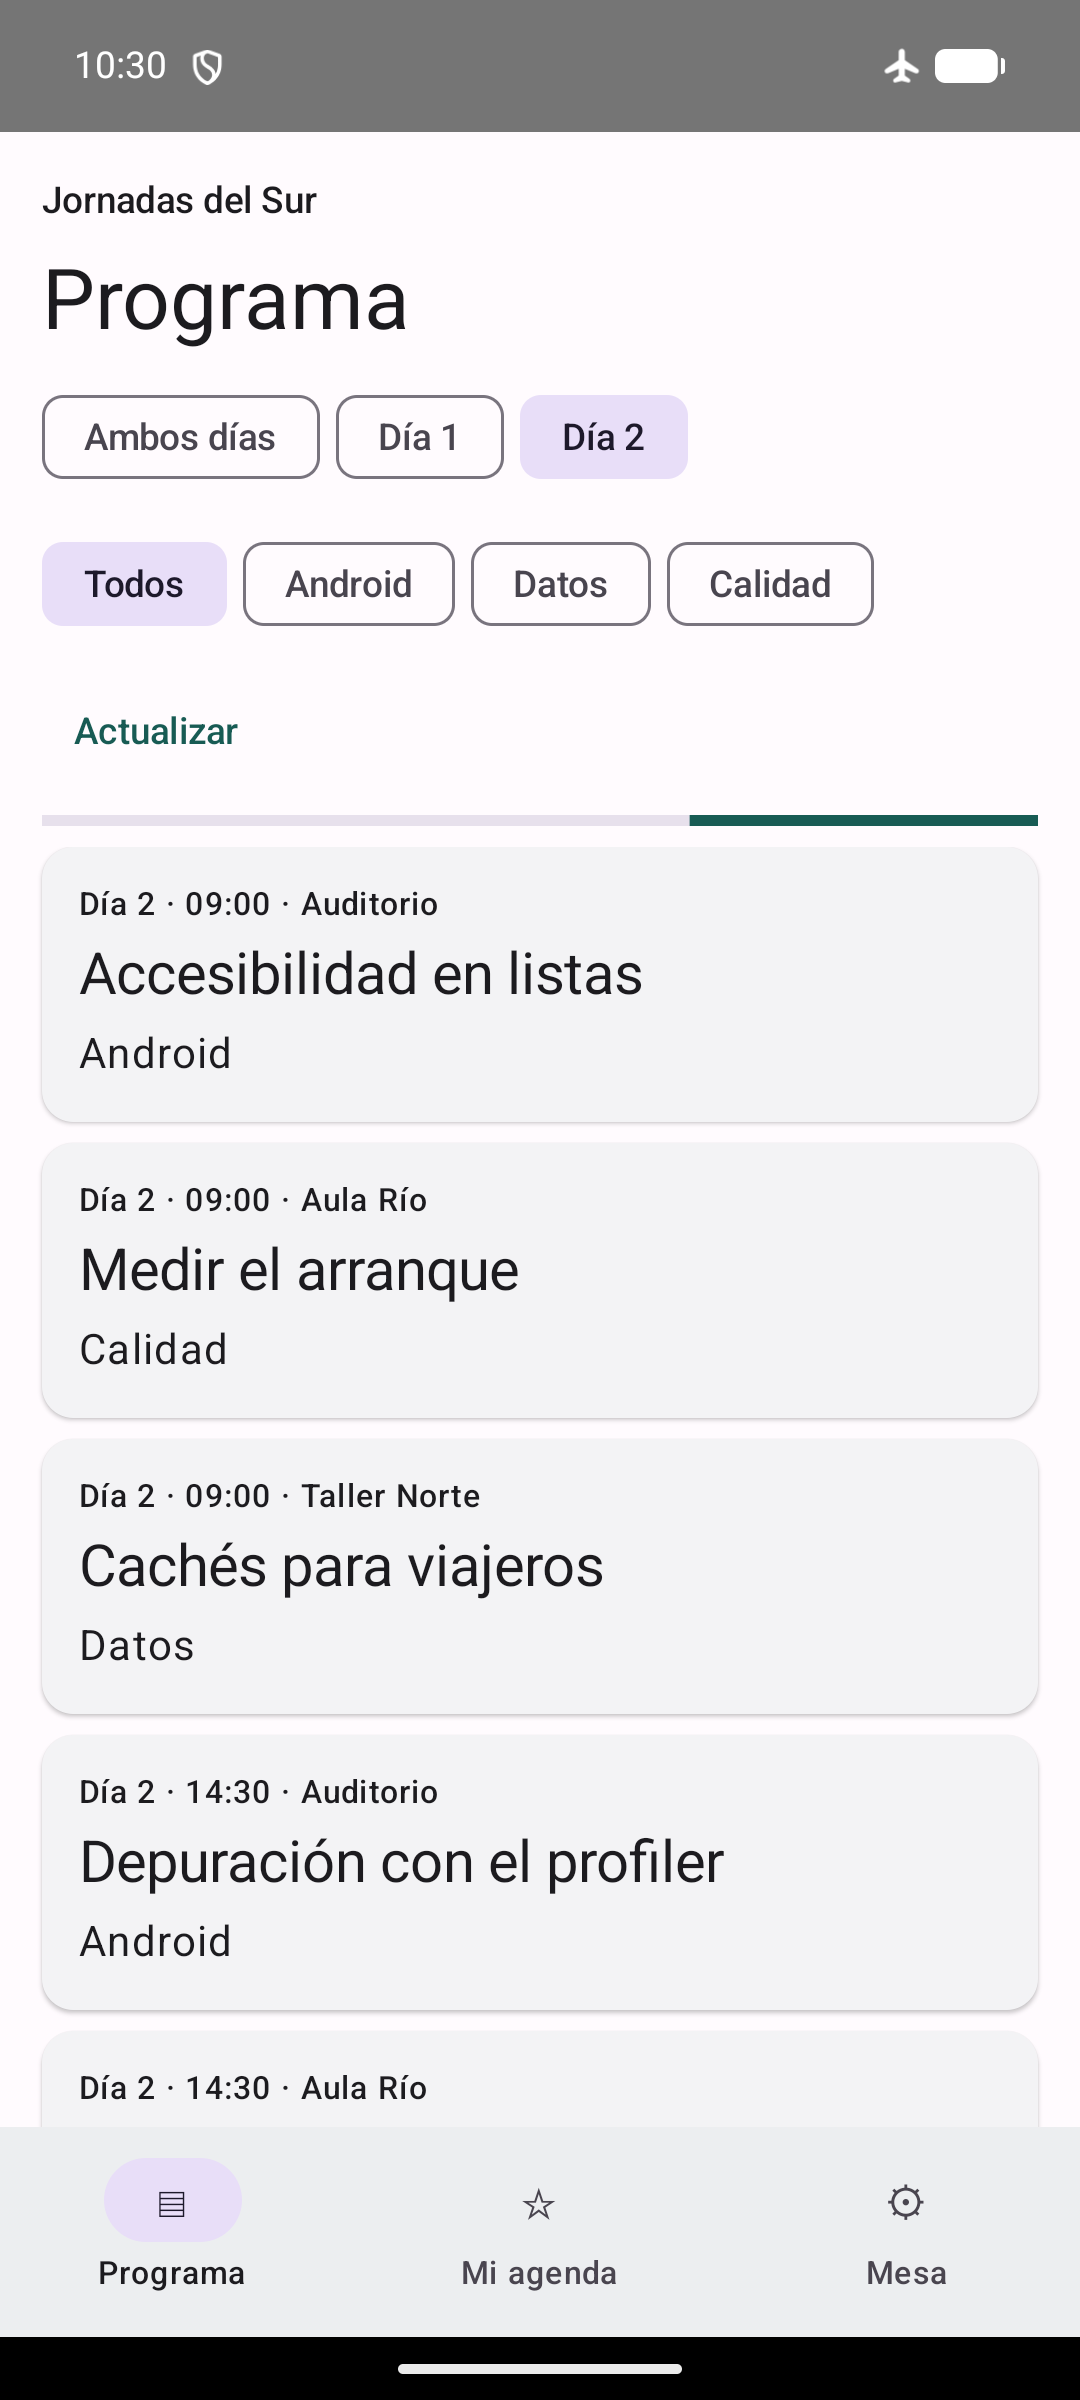 10:30
Jornadas del Sur
Programa
Ambos días Día 1 Día 2
Todos Android Datos Calidad
Actualizar
Día 2 · 09:00 · Auditorio
Accesibilidad en listas
Android
Día 2 · 09:00 · Aula Río
Medir el arranque
Calidad
Día 2 · 09:00 · Taller Norte
Cachés para viajeros
Datos
Día 2 · 14:30 · Auditorio
Depuración con el profiler
Android
Día 2 · 14:30 · Aula Río
Programa Mi agenda Mesa